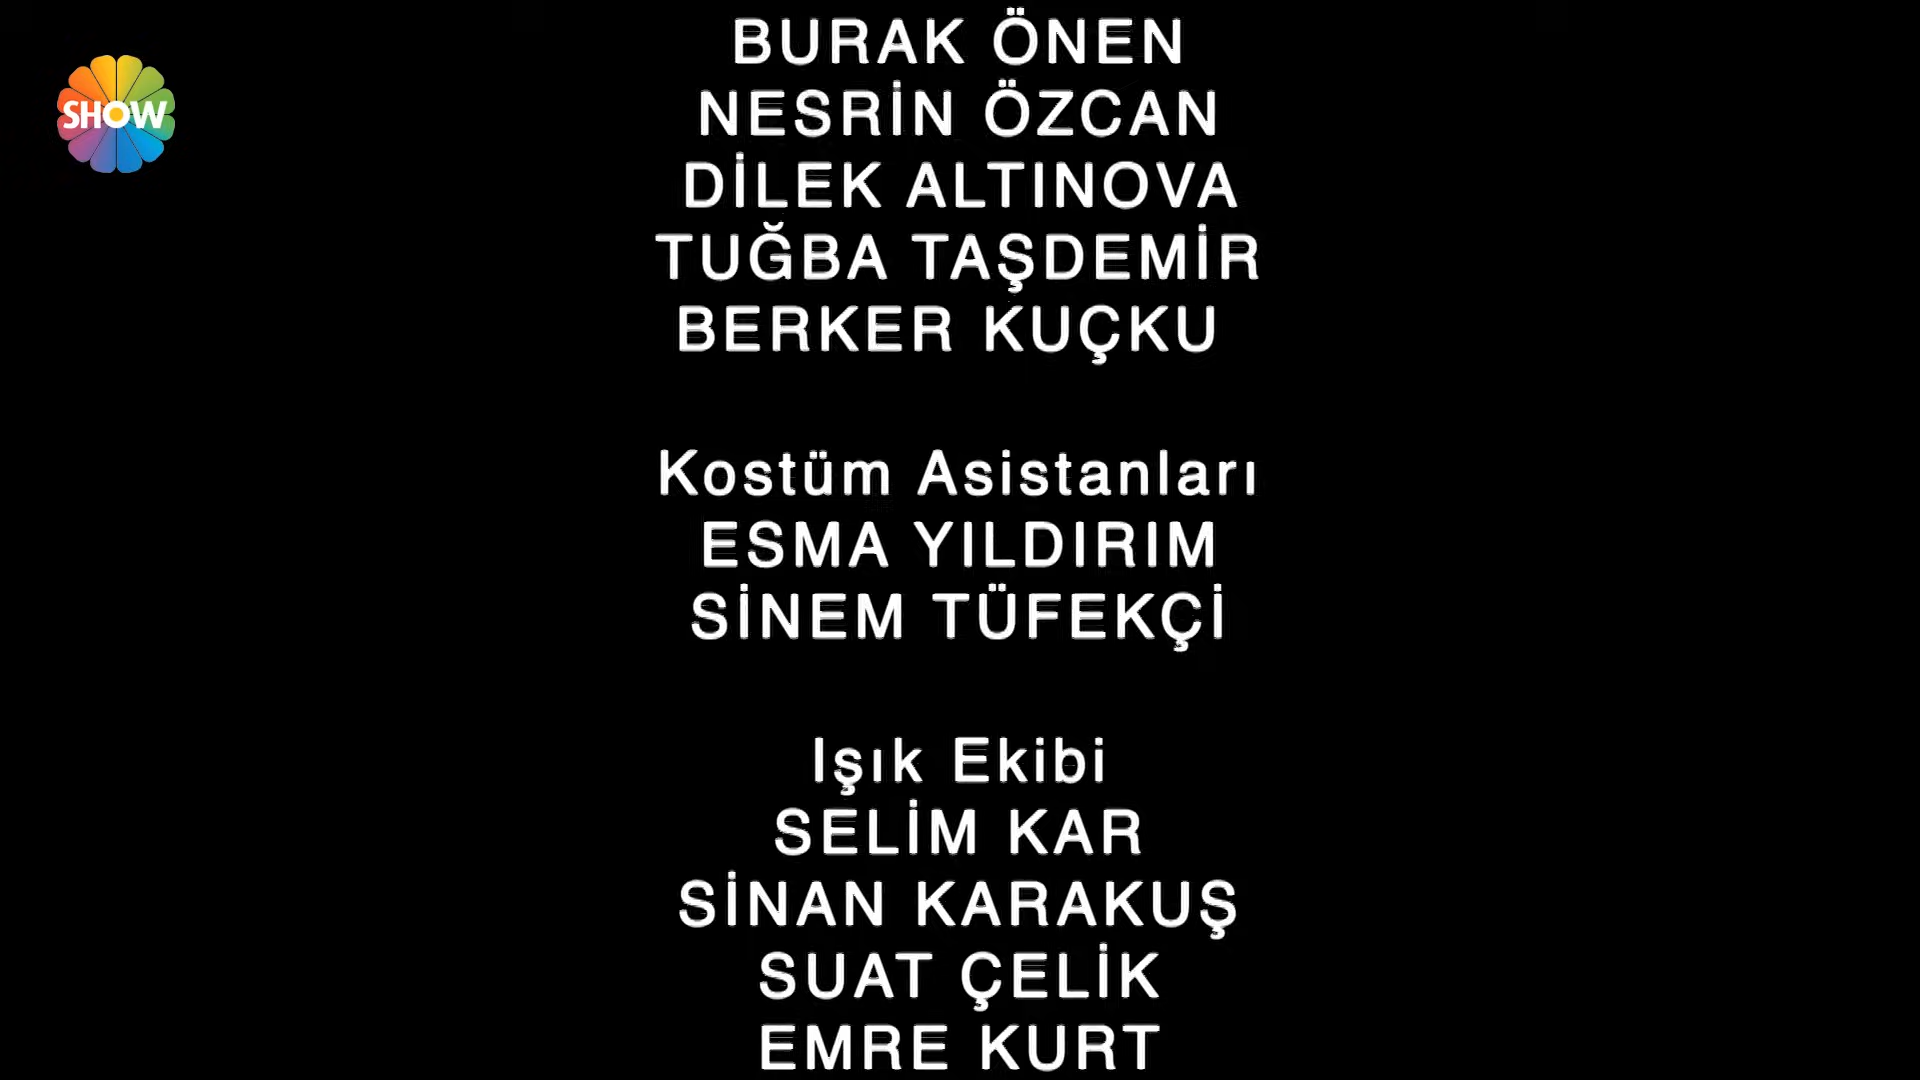 SHOW
BURAK ÖNEN
NESRİN ÖZCAN
DİLEK ALTINOVA
TUĞBA TAŞDEMİR
BERKER KUÇKU
Kostüm Asistanları
ESMA YILDIRIM
SİNEM TÜFEKÇİ
Işık Ekibi
SELİM KAR
SİNAN KARAKUŞ
SUAT ÇELİK
EMRE KURT